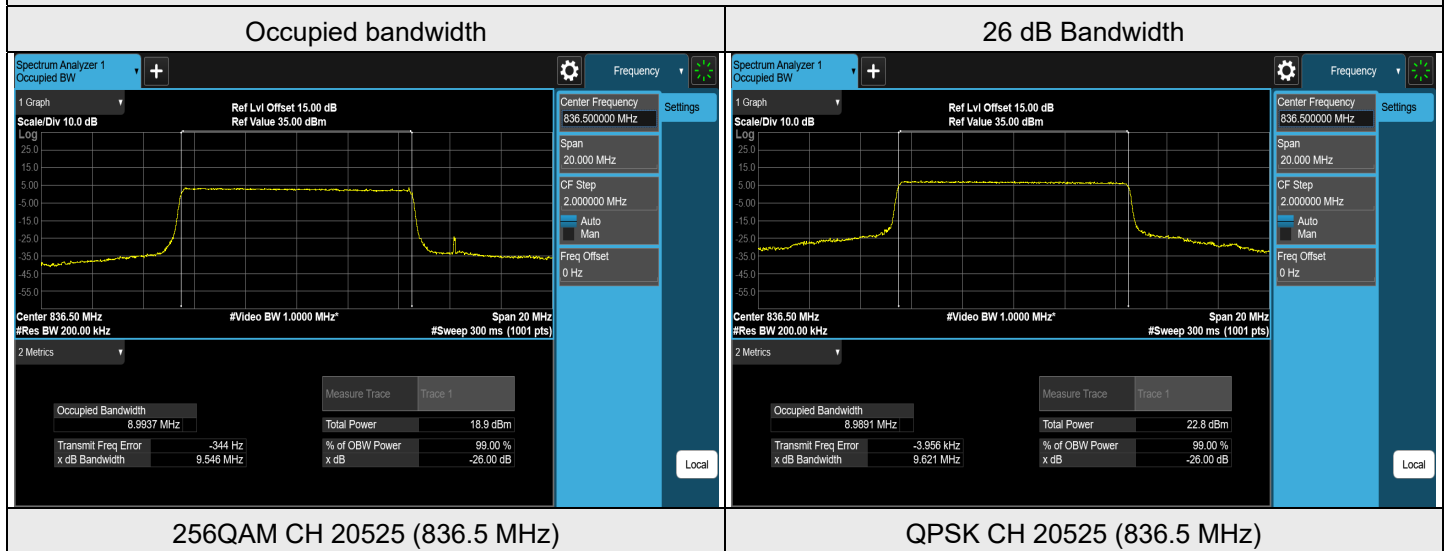 Occupied bandwidth
26 dB Bandwidth
Spectrum Analyzer 1
Occupied BW
Frequency
1 Graph
Scale/Div 10.0 dB
Ref Lvl Offset 15.00 dB
Ref Value 35.00 dBm
Log
25.0
15.0
5.00
-5.00
-15.0
-25.0
-35.0
-45.0
-55.0
Center 836.50 MHz
#Res BW 200.00 kHz
#Video BW 1.0000 MHz*
Span 20 MHz
#Sweep 300 ms (1001 pts)
Center Frequency
836.500000 MHz
Settings
Span
20.000 MHz
CF Step
2.000000 MHz
Auto
Man
Freq Offset
0 Hz
2 Metrics
Measure Trace Trace 1
Occupied Bandwidth
8.9937 MHz
Total Power 18.9 dBm
Transmit Freq Error -344 Hz
% of OBW Power 99.00 %
x dB Bandwidth 9.546 MHz
x dB -26.00 dB
Local
Spectrum Analyzer 1
Occupied BW
Frequency
1 Graph
Scale/Div 10.0 dB
Ref Lvl Offset 15.00 dB
Ref Value 35.00 dBm
Log
25.0
15.0
5.00
-5.00
-15.0
-25.0
-35.0
-45.0
-55.0
Center 836.50 MHz
#Res BW 200.00 kHz
#Video BW 1.0000 MHz*
Span 20 MHz
#Sweep 300 ms (1001 pts)
Center Frequency
836.500000 MHz
Settings
Span
20.000 MHz
CF Step
2.000000 MHz
Auto
Man
Freq Offset
0 Hz
2 Metrics
Measure Trace Trace 1
Occupied Bandwidth
8.9891 MHz
Total Power 22.8 dBm
Transmit Freq Error -3.956 kHz
% of OBW Power 99.00 %
x dB Bandwidth 9.621 MHz
x dB -26.00 dB
Local
256QAM CH 20525 (836.5 MHz)
QPSK CH 20525 (836.5 MHz)